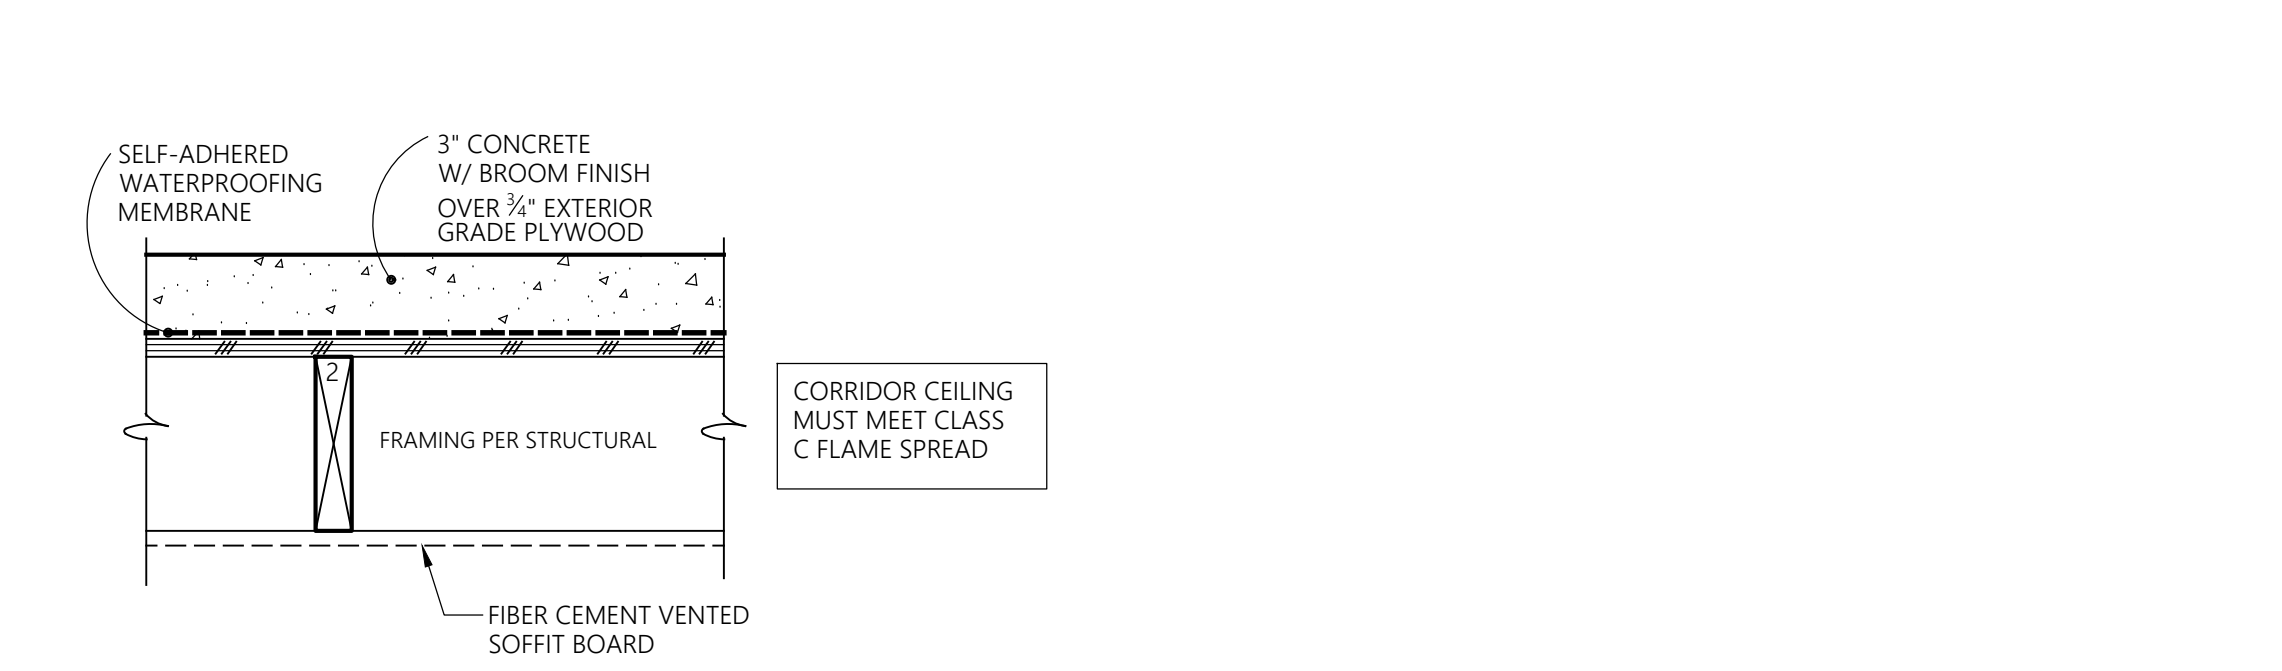 SELF-ADHERED
WATERPROOFING
MEMBRANE
3" CONCRETE
W/ BROOM FINISH
OVER ¾" EXTERIOR
GRADE PLYWOOD
2
FRAMING PER STRUCTURAL
CORRIDOR CEILING
MUST MEET CLASS
C FLAME SPREAD
FIBER CEMENT VENTED
SOFFIT BOARD